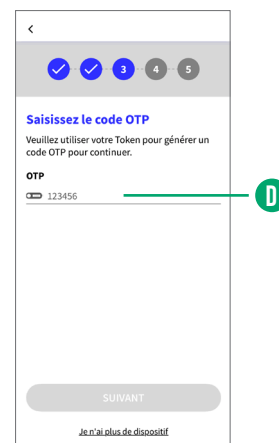 3 4 5
Saisissez le code OTP
Veuillez utiliser votre Token pour générer un
code OTP pour continuer.
OTP
123456
D
SUIVANT
Je n'ai plus de dispositif